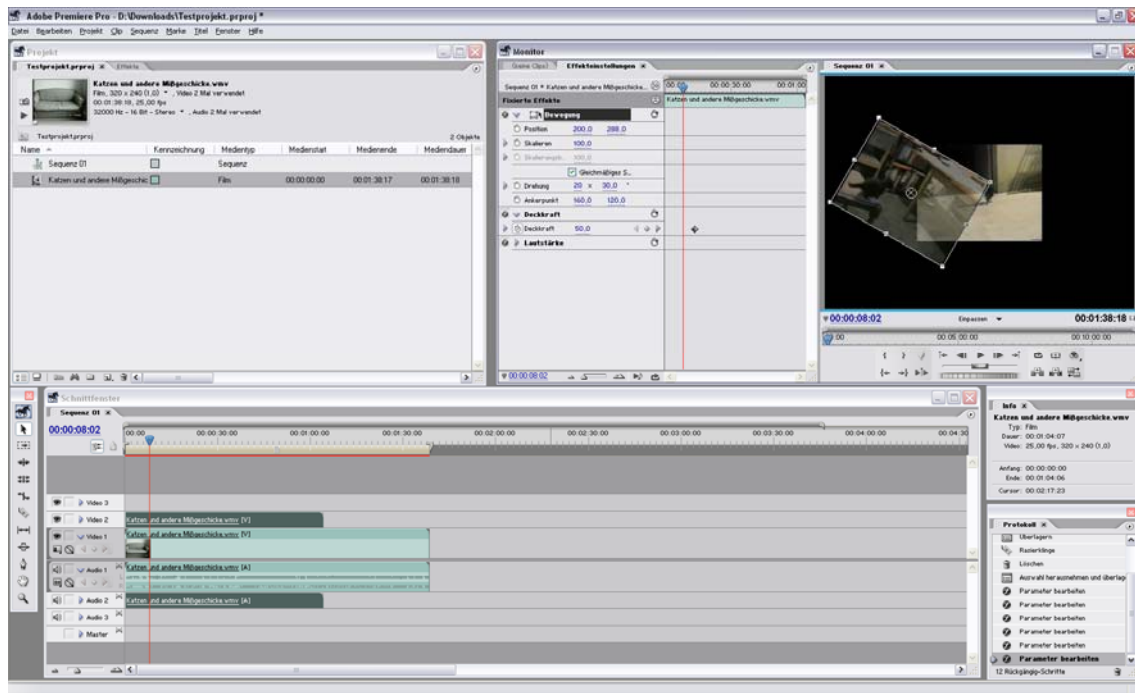 Adobe Premiere Pro - D:\Downloads\Testprojekt.prproj *
Datei Bearbeiten Projekt Clip Sequenz Marke Titel Fenster Hilfe
Projekt
Testprojekt.prproj × Effekte
Katzen und andere Mißgeschicke.wmv
Film, 320 x 240 (1,0) , Video 2 Mal verwendet
00:01:38:18, 25,00 fps
32000 Hz - 16 Bit - Stereo , Audio 2 Mal verwendet
Testprojekt.prproj 2 Objekte
Name Kennzeichnung Medientyp Medienstart Medienende Mediendauer
Sequenz 01 Sequenz
Katzen und andere Mißgeschic Film 00:00:00:00 00:01:38:17 00:01:38:18
Monitor
Effekteinstellungen ×
Sequenz 01 * Katzen und andere Mißgeschicke... 00:00 00:00:30:00 00:01:00
Fixierte Effekte Katzen und andere Mißgeschicke.wmv
Bewegung
Position 200,0 288,0
Skalieren 100,0
100,0
Gleichmäßiges S...
Drehung 20 x 30,0 °
Ankerpunkt 160,0 120,0
Deckkraft
Deckkraft 50,0
Lautstärke
00:00:08:02
Sequenz 01 ×
00:00:08:02 Einpassen 00:01:38:18
00 00:05:00:00 00:10:00:00
Schnittfenster
Sequenz 01 ×
00:00:08:02 00:00 00:00:30:00 00:01:00:00 00:01:30:00 00:02:00:00 00:02:30:00 00:03:00:00 00:03:30:00 00:04:00:00 00:04:30
Video 3
Video 2 Katzen und andere Mißgeschicke.wmv [V]
Video 1 Katzen und andere Mißgeschicke.wmv [V]
Audio 1 Katzen und andere Mißgeschicke.wmv [A]
Audio 2 Katzen und andere Mißgeschicke.wmv [A]
Audio 3
Master
Info ×
Katzen und andere Mißgeschicke.wmv
Typ: Film
Dauer: 00:01:04:07
Video: 25,00 fps, 320 x 240 (1,0)
Anfang: 00:00:00:00
Ende: 00:01:04:06
Cursor: 00:02:17:23
Protokoll ×
Überlagern
Rasierklinge
Löschen
Auswahl herausnehmen und überlag
Parameter bearbeiten
Parameter bearbeiten
Parameter bearbeiten
Parameter bearbeiten
Parameter bearbeiten
Parameter bearbeiten
12 Rückgängig-Schritte